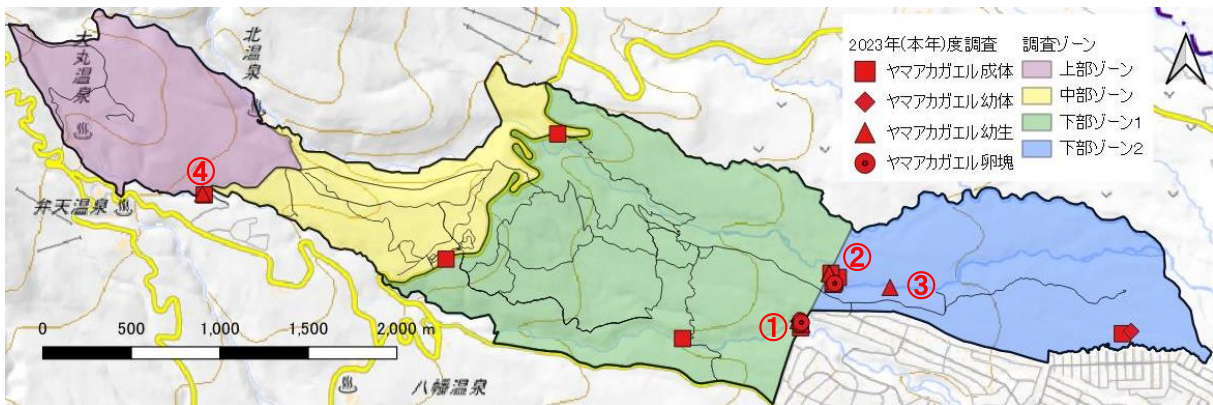 2023年(本年)度調査
ヤマアカガエル成体
ヤマアカガエル幼体
ヤマアカガエル幼生
ヤマアカガエル卵塊
調査ゾーン
上部ゾーン
中部ゾーン
下部ゾーン1
下部ゾーン2
大丸温泉
北温泉
弁天温泉
八幡温泉
④
②
③
①
0 500 1,000 1,500 2,000 m